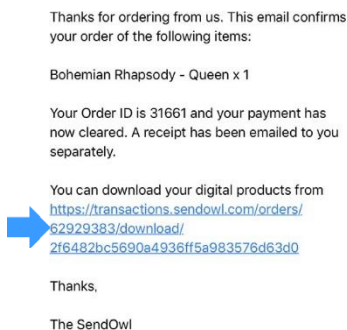 Thanks for ordering from us. This email confirms
your order of the following items:
Bohemian Rhapsody - Queen x 1
Your Order ID is 31661 and your payment has
now cleared. A receipt has been emailed to you
separately.
You can download your digital products from
https://transactions.sendowl.com/orders/
62929383/download/
2f6482bc5690a4936ff5a983576d63d0
Thanks,
The SendOwl